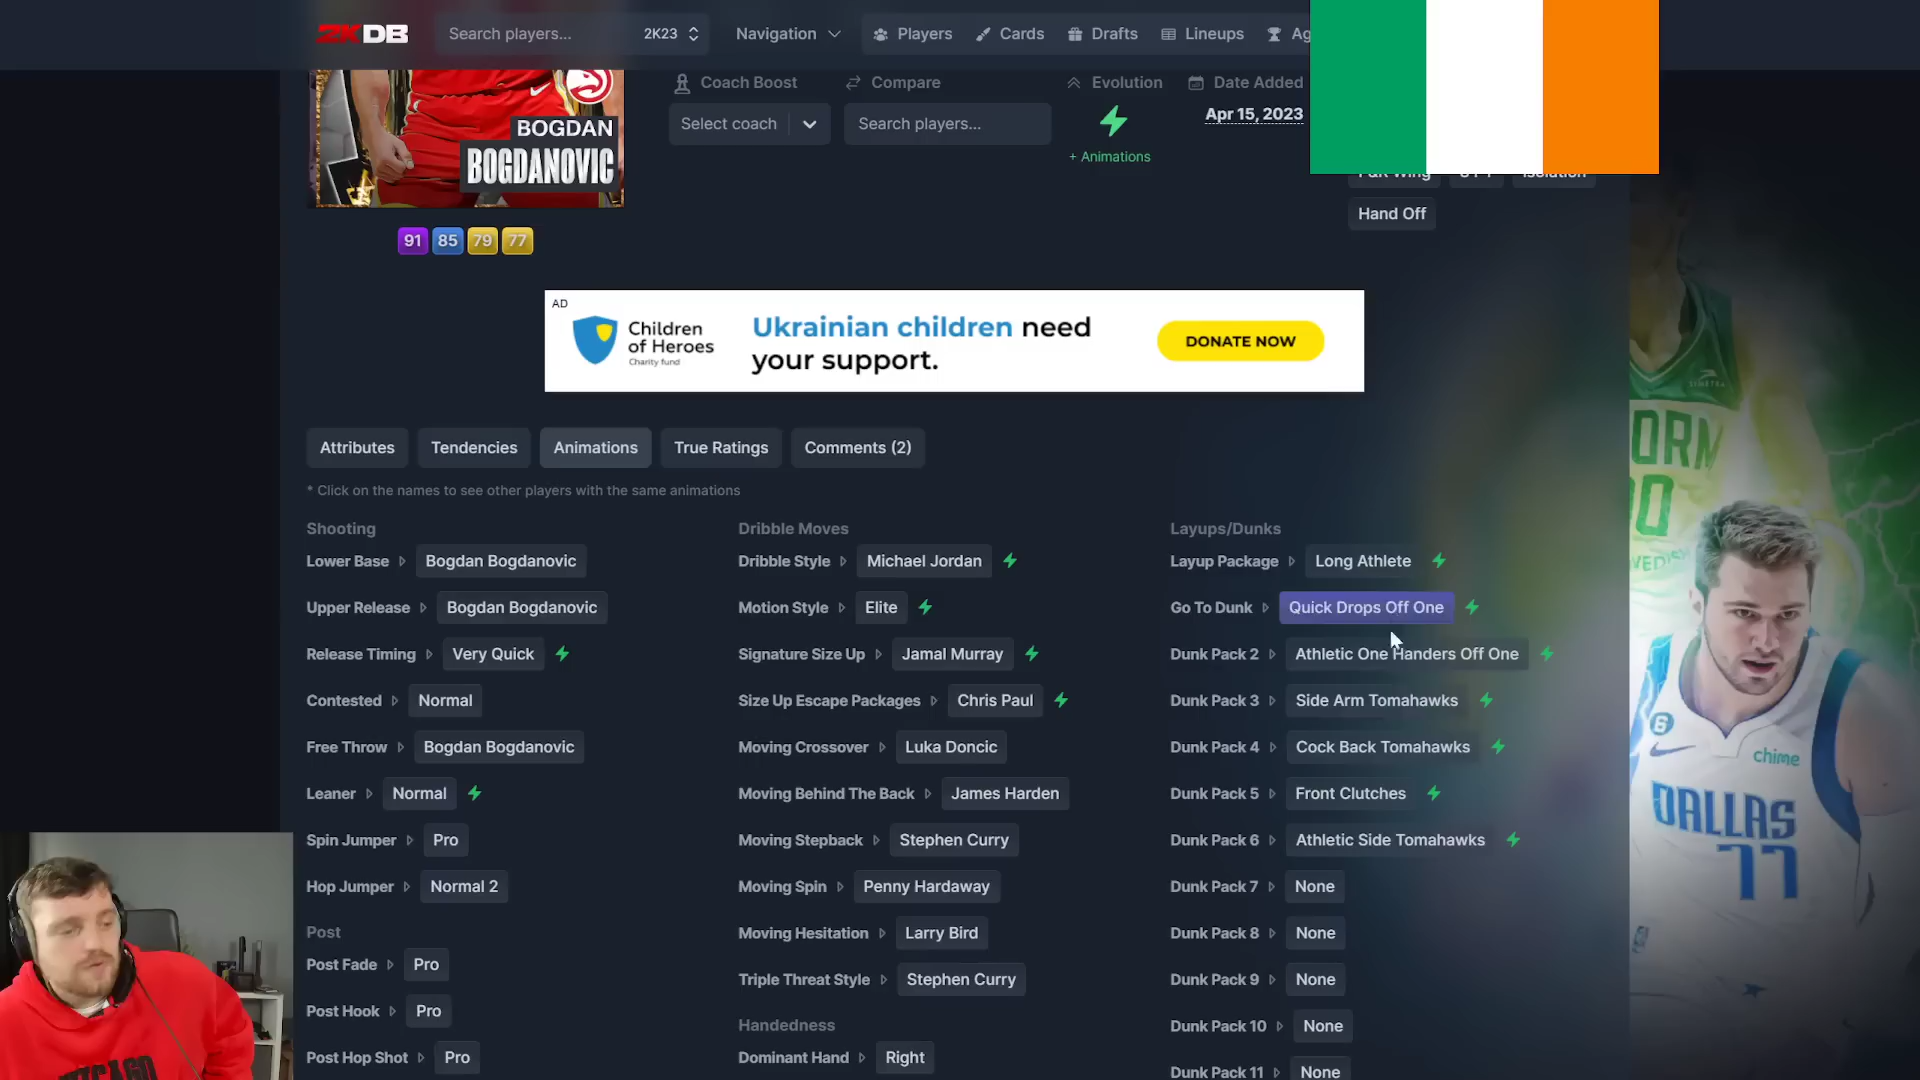 2KDB
Search players...
2K23
Navigation
Players
Cards
Drafts
Lineups
Coach Boost
Compare
Evolution
Date Added
Select coach
Search players...
+ Animations
Apr 15, 2023
P&R Wing
Isolation
Hand Off
BOGDAN
BOGDANOVIC
91 85 79 77
AD
Children
of Heroes
Charity fund
Ukrainian children need
your support.
DONATE NOW
Attributes
Tendencies
Animations
True Ratings
Comments (2)
* Click on the names to see other players with the same animations
Shooting
Lower Base Bogdan Bogdanovic
Upper Release Bogdan Bogdanovic
Release Timing Very Quick
Contested Normal
Free Throw Bogdan Bogdanovic
Leaner Normal
Spin Jumper Pro
Hop Jumper Normal 2
Post
Post Fade Pro
Post Hook Pro
Post Hop Shot Pro
Dribble Moves
Dribble Style Michael Jordan
Motion Style Elite
Signature Size Up Jamal Murray
Size Up Escape Packages Chris Paul
Moving Crossover Luka Doncic
Moving Behind The Back James Harden
Moving Stepback Stephen Curry
Moving Spin Penny Hardaway
Moving Hesitation Larry Bird
Triple Threat Style Stephen Curry
Handedness
Dominant Hand Right
Layups/Dunks
Layup Package Long Athlete
Go To Dunk Quick Drops Off One
Dunk Pack 2 Athletic One Handers Off One
Dunk Pack 3 Side Arm Tomahawks
Dunk Pack 4 Cock Back Tomahawks
Dunk Pack 5 Front Clutches
Dunk Pack 6 Athletic Side Tomahawks
Dunk Pack 7 None
Dunk Pack 8 None
Dunk Pack 9 None
Dunk Pack 10 None
Dunk Pack 11 None
6
chime
DALLAS
77